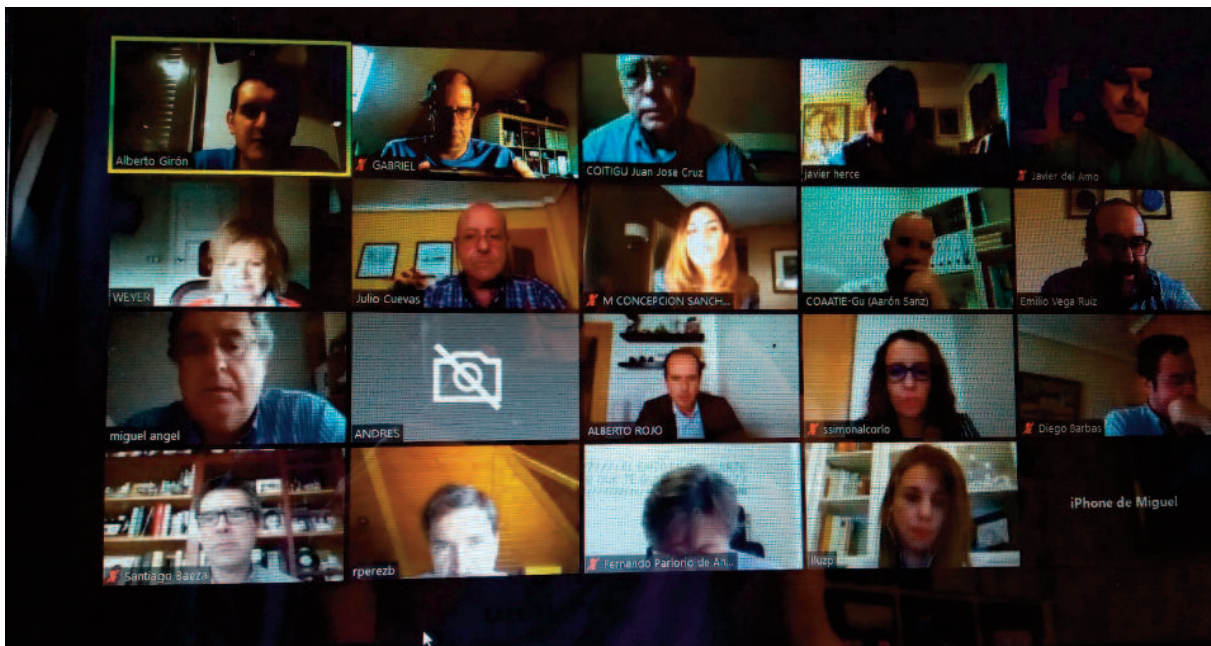 Alberto Girón
GABRIEL
COITIGU Juan Jose Cruz
javier herce
Javier del Amo
WEYER
Julio Cuevas
M CONCEPCION SANCH...
COAATIE-Gu (Aarón Sanz)
Emilio Vega Ruiz
miguel angel
ANDRES
ALBERTO ROJO
ssimonalcorlo
Diego Barbas
Santiago Baeza
rperezb
Fernando Parlorio de An...
iluzp
iPhone de Miguel